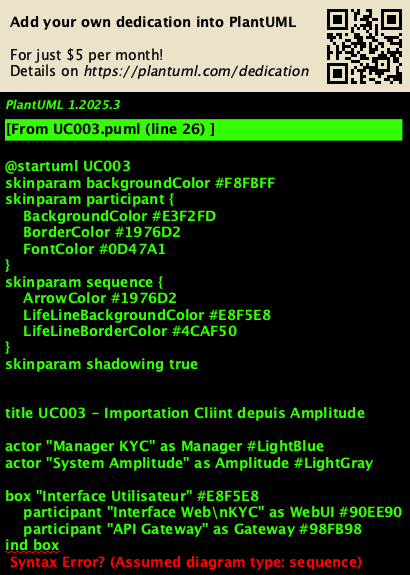 Add your own dedication into PlantUML
For just $5 per month!
Details on https://plantuml.com/dedication
PlantUML 1.2025.3
[From UC003.puml (line 26) ]
@startuml UC003
skinparam backgroundColor #F8FBFF
skinparam participant {
BackgroundColor #E3F2FD
BorderColor #1976D2
FontColor #0D47A1
}
skinparam sequence {
ArrowColor #1976D2
LifeLineBackgroundColor #E8F5E8
LifeLineBorderColor #4CAF50
}
skinparam shadowing true
title UC003 – Importation Cliint depuis Amplitude
actor "Manager KYC" as Manager #LightBlue
actor "System Amplitude" as Amplitude #LightGray
box "Interface Utilisateur" #E8F5E8
participant "Interface Web\nKYC" as WebUI #90EE90
participant "API Gateway" as Gateway #98FB98
ind box
Syntax Error? (Assumed diagram type: sequence)